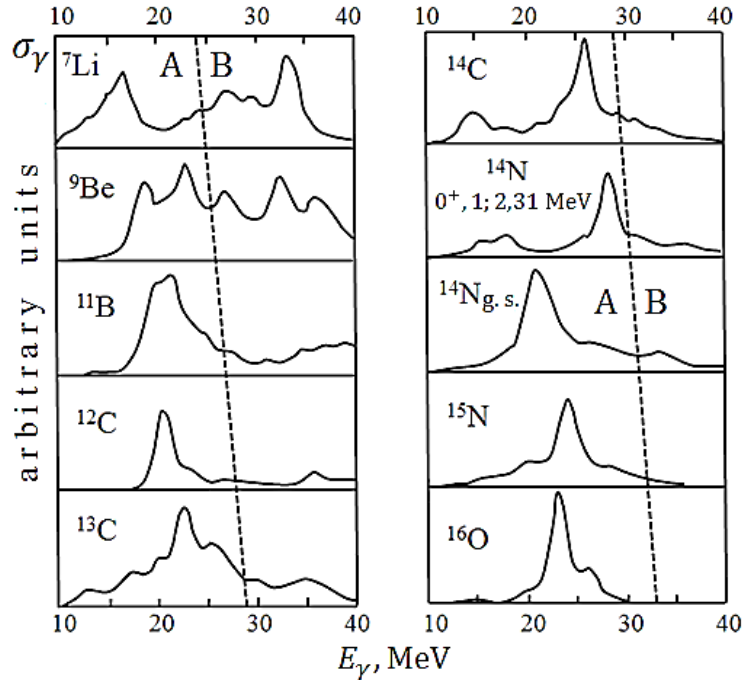 10 20 30 40
10 20 30 40
σγ
⁷Li
A B
⁹Be
¹¹B
¹²C
¹³C
¹⁴C
¹⁴N
0⁺, 1; 2,31 MeV
¹⁴Ng.s.
A B
¹⁵N
¹⁶O
arbitrary units
10 20 30 40
10 20 30 40
Eγ, MeV